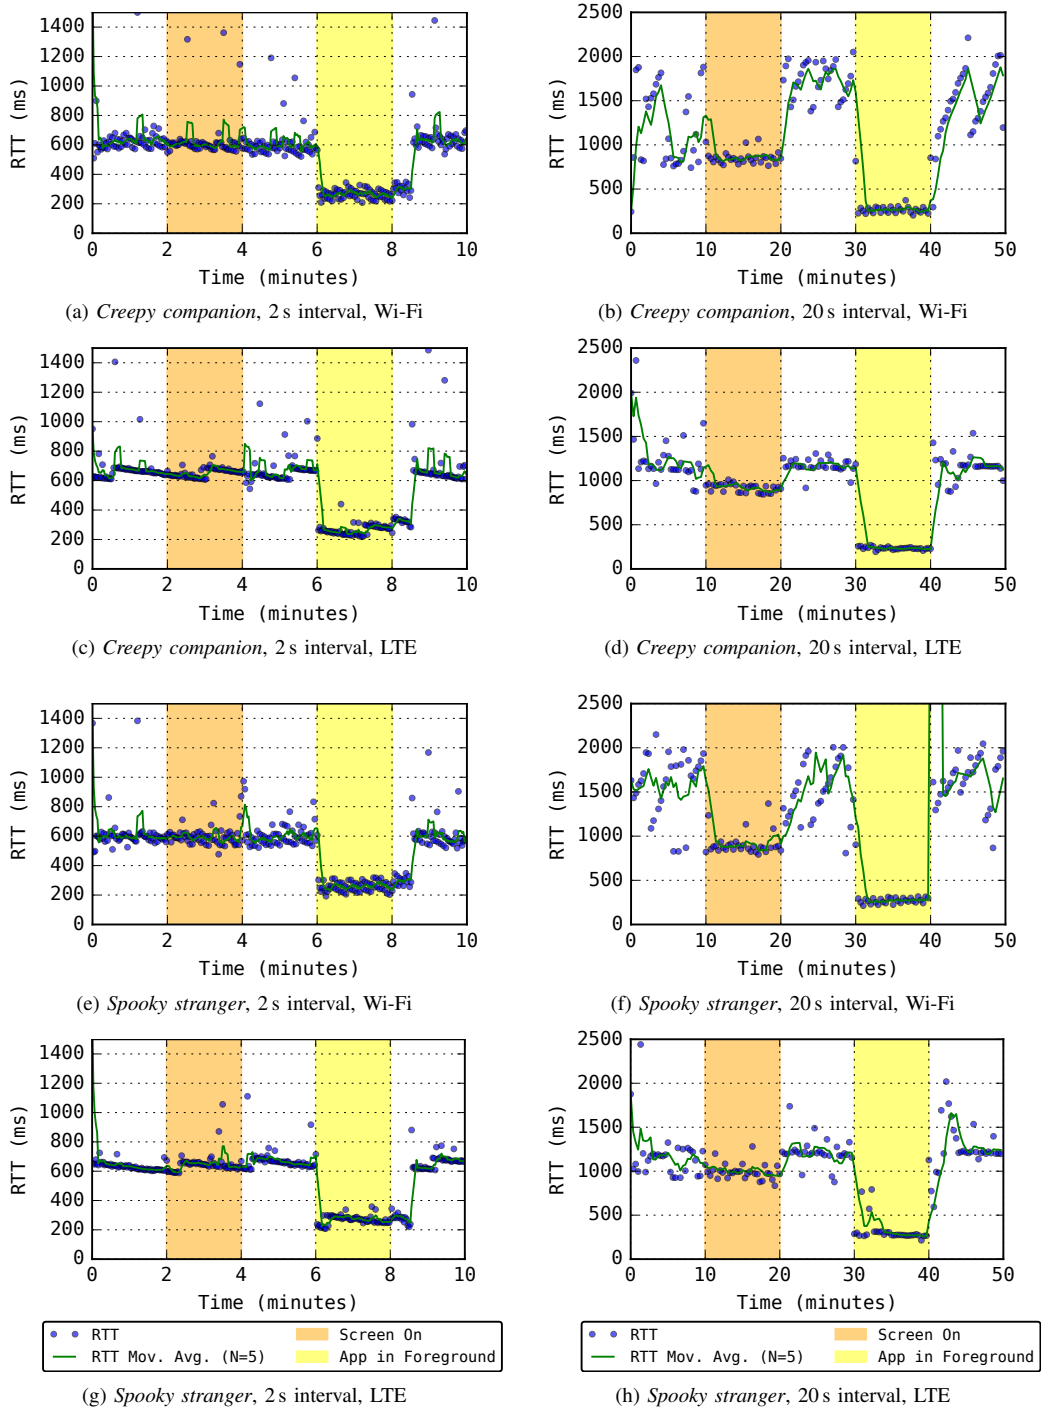 1400
1200
1000
800
600
400
200
0
RTT (ms)
0 2 4 6 8 10
Time (minutes)
(a) Creepy companion, 2 s interval, Wi-Fi
2500
2000
1500
1000
500
0
RTT (ms)
0 10 20 30 40 50
Time (minutes)
(b) Creepy companion, 20 s interval, Wi-Fi
1400
1200
1000
800
600
400
200
0
RTT (ms)
0 2 4 6 8 10
Time (minutes)
(c) Creepy companion, 2 s interval, LTE
2500
2000
1500
1000
500
0
RTT (ms)
0 10 20 30 40 50
Time (minutes)
(d) Creepy companion, 20 s interval, LTE
1400
1200
1000
800
600
400
200
0
RTT (ms)
0 2 4 6 8 10
Time (minutes)
(e) Spooky stranger, 2 s interval, Wi-Fi
2500
2000
1500
1000
500
0
RTT (ms)
0 10 20 30 40 50
Time (minutes)
(f) Spooky stranger, 20 s interval, Wi-Fi
1400
1200
1000
800
600
400
200
0
RTT (ms)
0 2 4 6 8 10
Time (minutes)
RTT Screen On
RTT Mov. Avg. (N=5) App in Foreground
(g) Spooky stranger, 2 s interval, LTE
2500
2000
1500
1000
500
0
RTT (ms)
0 10 20 30 40 50
Time (minutes)
RTT Screen On
RTT Mov. Avg. (N=5) App in Foreground
(h) Spooky stranger, 20 s interval, LTE